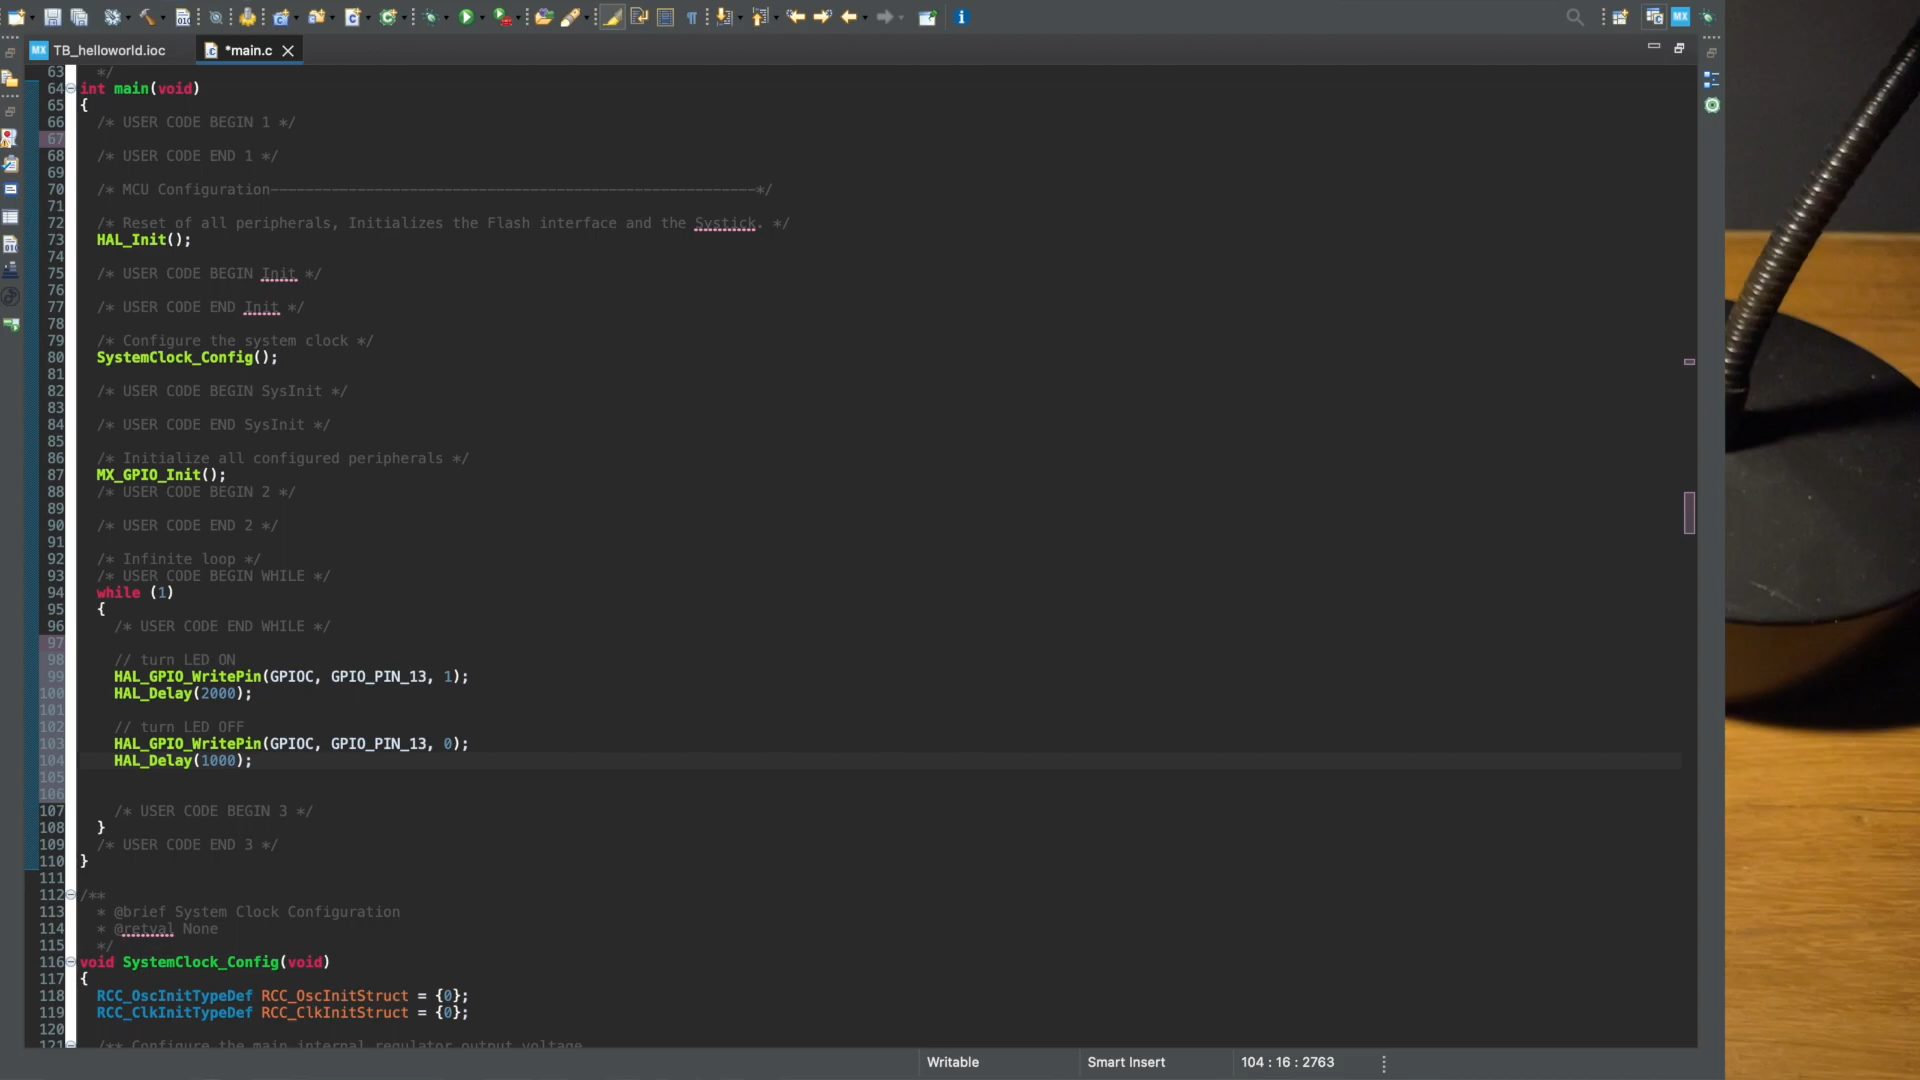 TB_helloworld.ioc
*main.c
63 */
64 int main(void)
65 {
66 /* USER CODE BEGIN 1 */
67
68 /* USER CODE END 1 */
69
70 /* MCU Configuration--------------------------------------------------------*/
71
72 /* Reset of all peripherals, Initializes the Flash interface and the Systick. */
73 HAL_Init();
74
75 /* USER CODE BEGIN Init */
76
77 /* USER CODE END Init */
78
79 /* Configure the system clock */
80 SystemClock_Config();
81
82 /* USER CODE BEGIN SysInit */
83
84 /* USER CODE END SysInit */
85
86 /* Initialize all configured peripherals */
87 MX_GPIO_Init();
88 /* USER CODE BEGIN 2 */
89
90 /* USER CODE END 2 */
91
92 /* Infinite loop */
93 /* USER CODE BEGIN WHILE */
94 while (1)
95 {
96 /* USER CODE END WHILE */
97
98 // turn LED ON
99 HAL_GPIO_WritePin(GPIOC, GPIO_PIN_13, 1);
100 HAL_Delay(2000);
101
102 // turn LED OFF
103 HAL_GPIO_WritePin(GPIOC, GPIO_PIN_13, 0);
104 HAL_Delay(1000);
105
106
107 /* USER CODE BEGIN 3 */
108 }
109 /* USER CODE END 3 */
110 }
111
112 /**
113 * @brief System Clock Configuration
114 * @retval None
115 */
116 void SystemClock_Config(void)
117 {
118 RCC_OscInitTypeDef RCC_OscInitStruct = {0};
119 RCC_ClkInitTypeDef RCC_ClkInitStruct = {0};
120
121 /** Configure the main internal regulator output voltage
Writable Smart Insert 104 : 16 : 2763